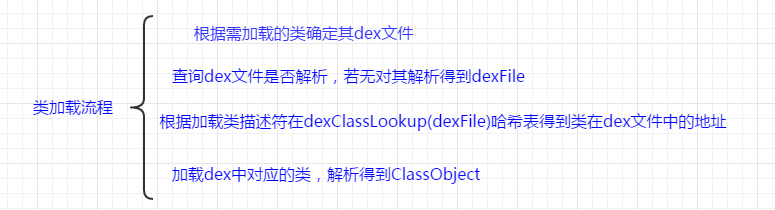 根据需加载的类确定其dex文件
查询dex文件是否解析，若无对其解析得到dexFile
类加载流程
根据加载类描述符在dexClassLookup(dexFile)哈希表得到类在dex文件中的地址
加载dex中对应的类，解析得到ClassObject